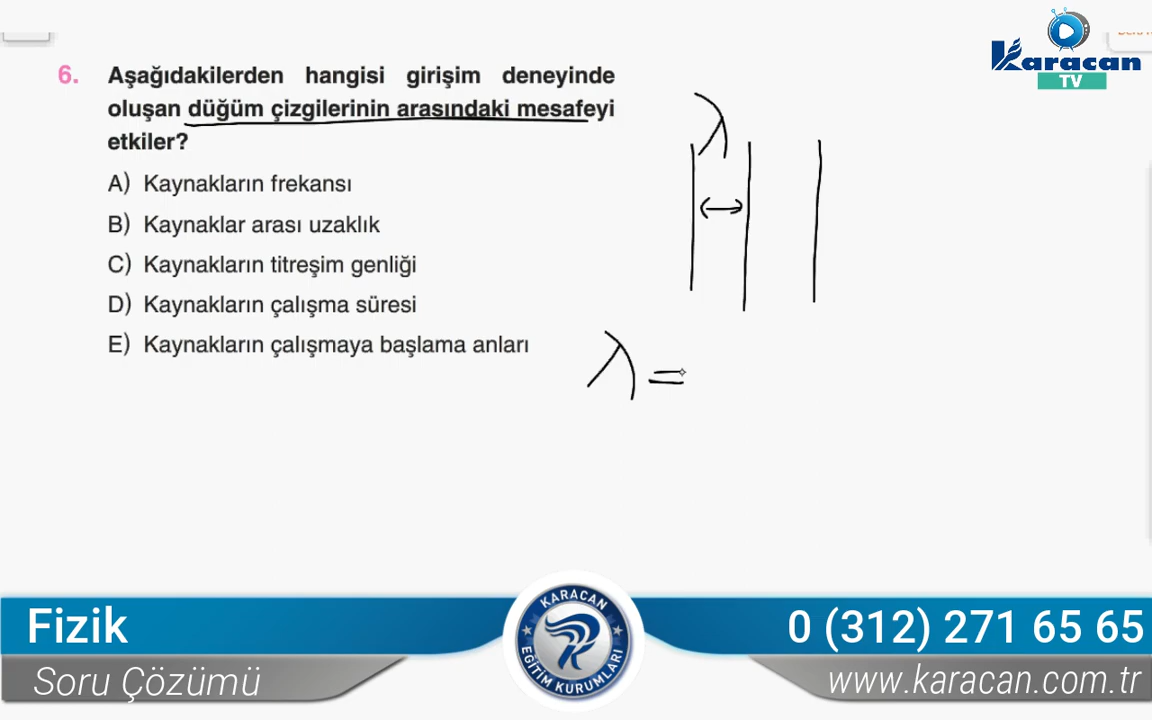 Karacan
TV
6. Aşağıdakilerden hangisi girişim deneyinde
oluşan düğüm çizgilerinin arasındaki mesafeyi
etkiler?
A) Kaynakların frekansı
B) Kaynaklar arası uzaklık
C) Kaynakların titreşim genliği
D) Kaynakların çalışma süresi
E) Kaynakların çalışmaya başlama anları
λ
λ =
Fizik
Soru Çözümü
KARACAN
EĞİTİM KURUMLARI
0 (312) 271 65 65
www.karacan.com.tr